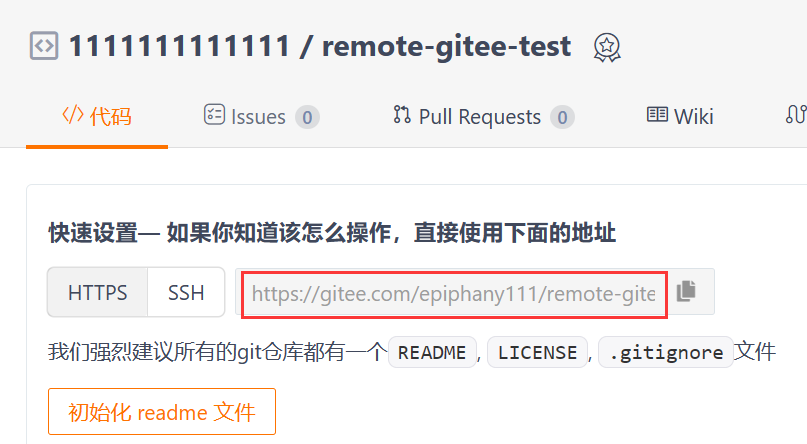 1111111111111 / remote-gitee-test
代码 Issues 0 Pull Requests 0 Wiki
快速设置— 如果你知道该怎么操作，直接使用下面的地址
HTTPS SSH https://gitee.com/epiphany111/remote-gite
我们强烈建议所有的git仓库都有一个 README , LICENSE , .gitignore 文件
初始化 readme 文件